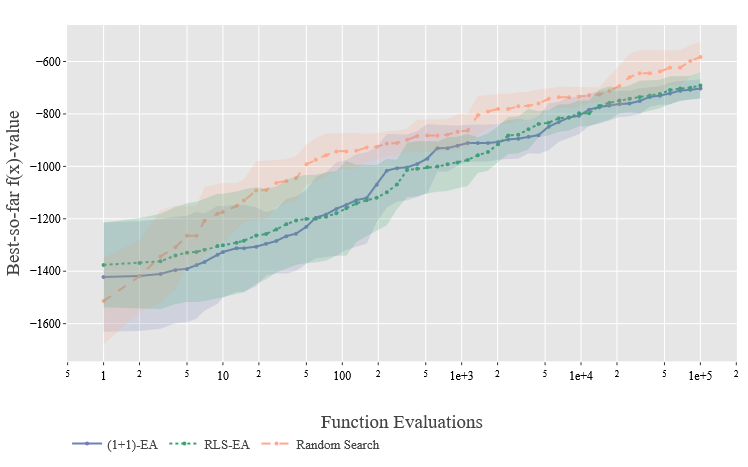 Best-so-far f(x)-value
−600
−800
−1000
−1200
−1400
−1600
5 1 2 5 10 2 5 100 2 5 1e+3 2 5 1e+4 2 5 1e+5 2
Function Evaluations
(1+1)-EA RLS-EA Random Search